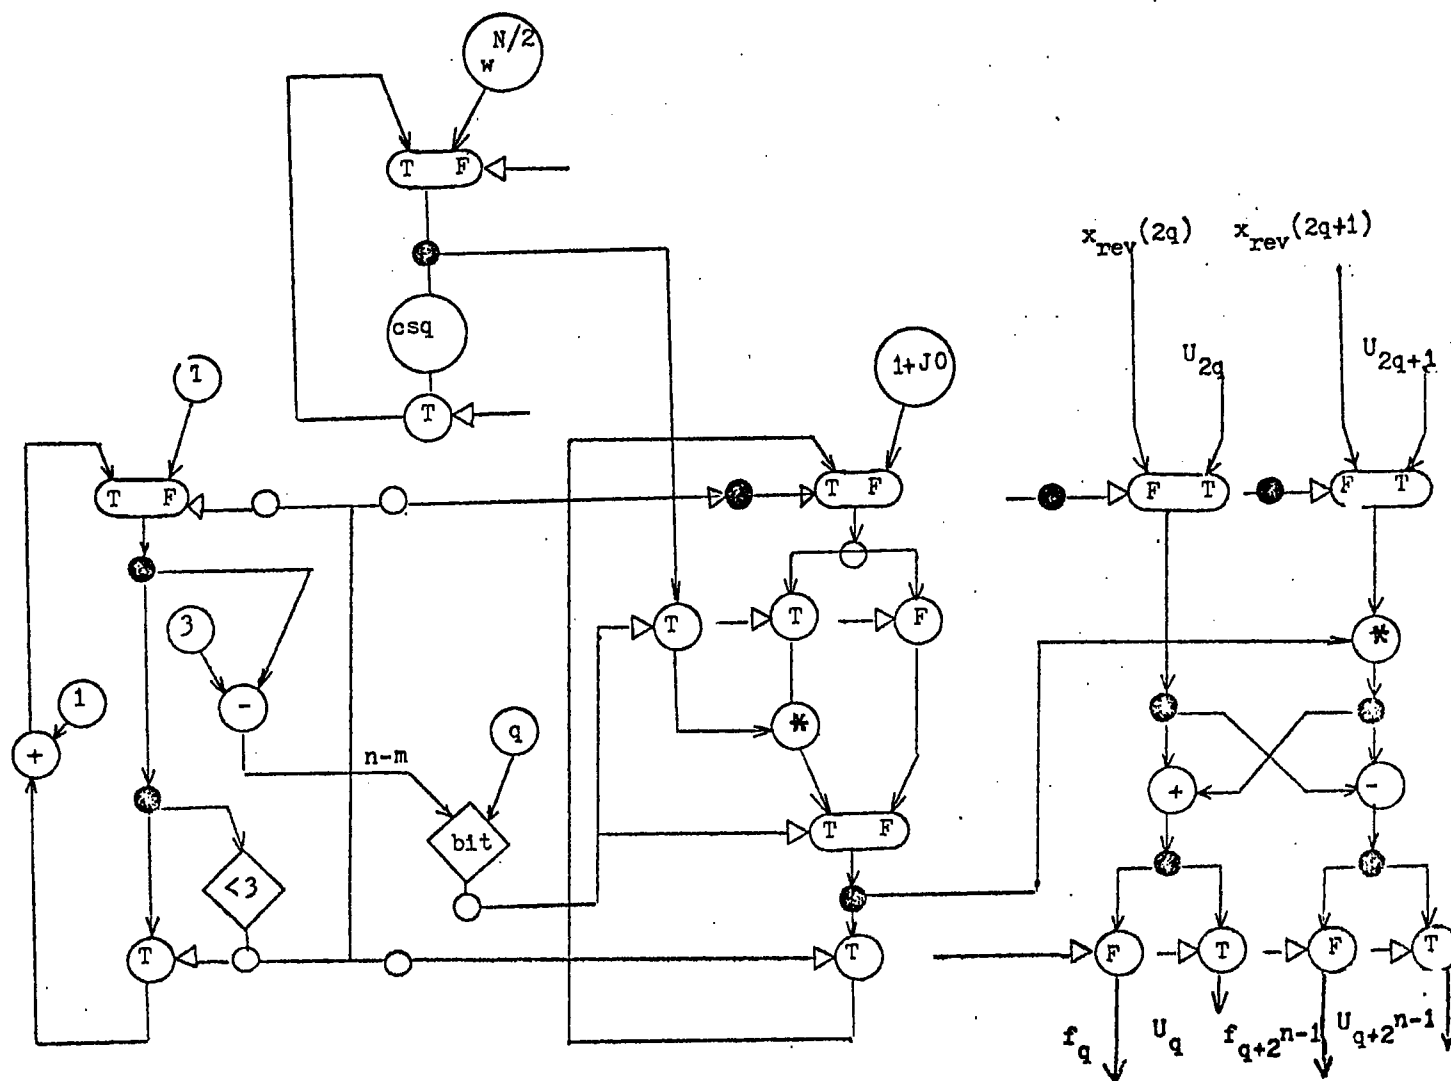 N/2
w
T F
x_rev(2q) x_rev(2q+1)
csq
U_2q U_2q+1
1
1+J0
T
T F
T F
F T
F T
3
T
T
F
*
1
-
q
*
+
n-m
+
-
bit
T F
<3
T
T
F
T
F
T
f_q
U_q
f_q+2^n-1
U_q+2^n-1